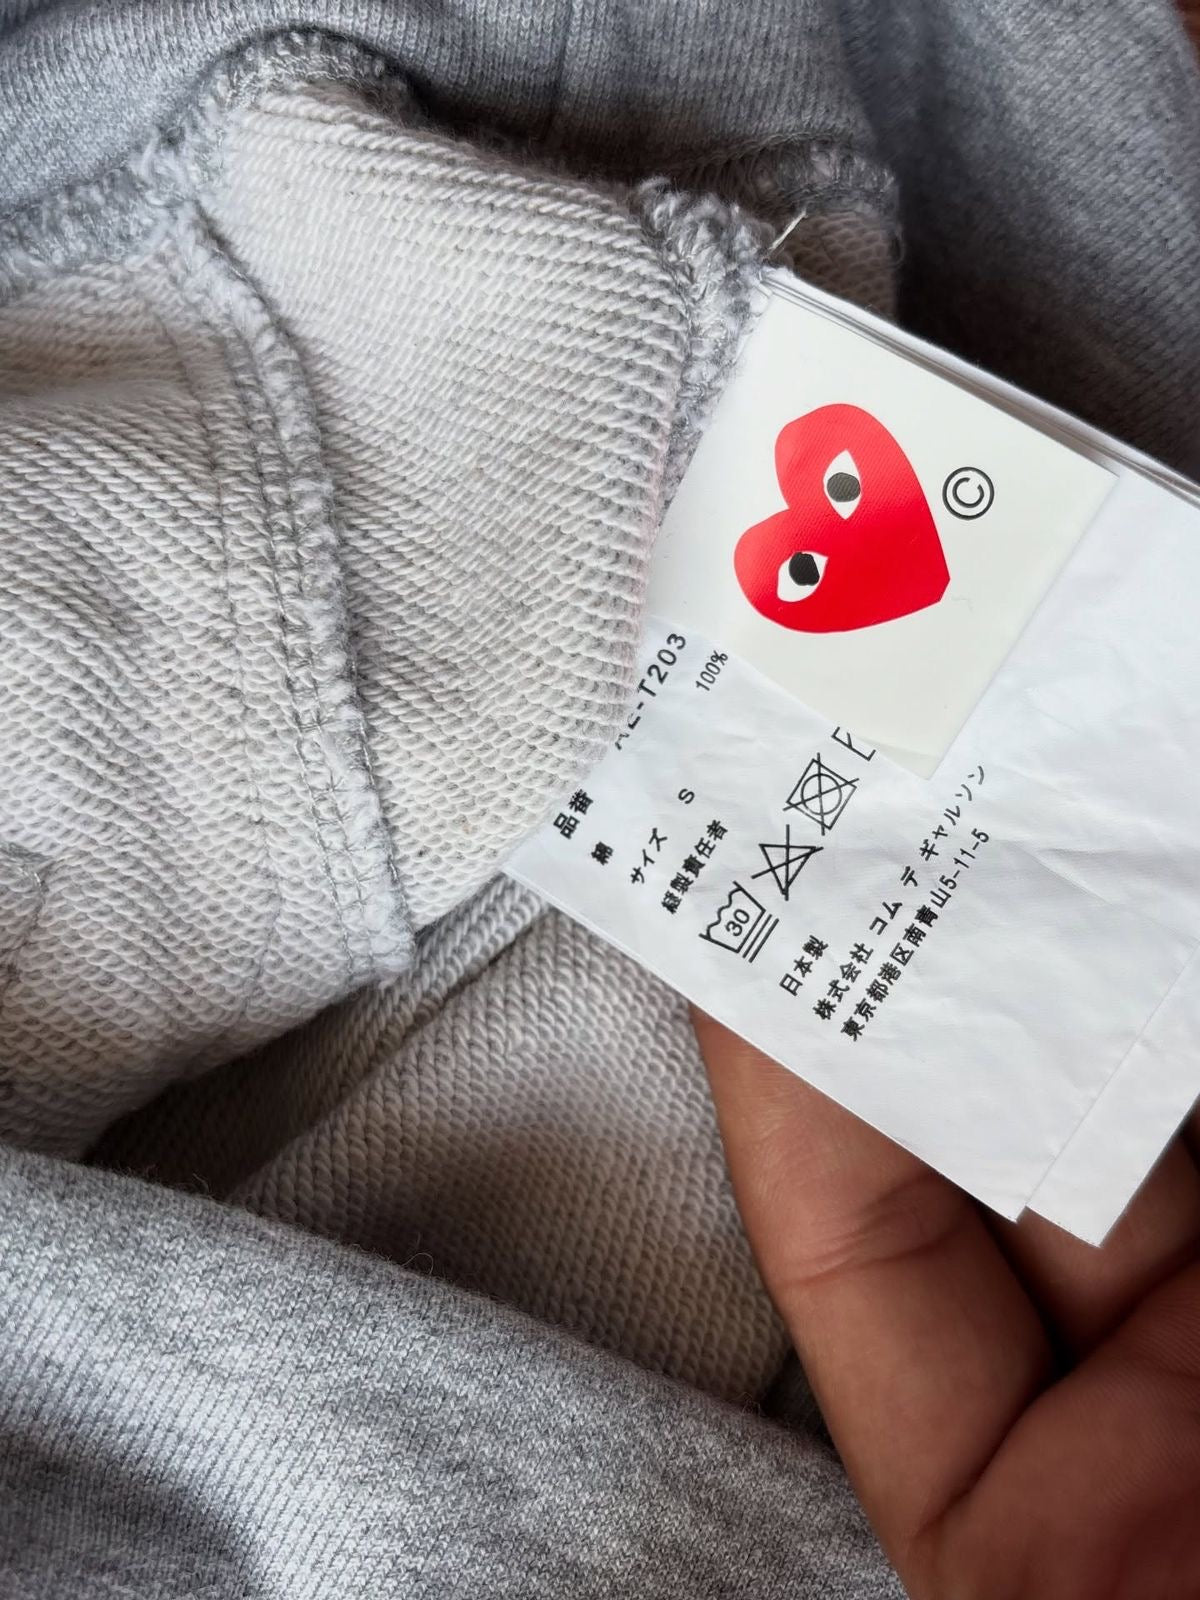 ©
品番 -T203
綿 100%
サイズ S
縫製責任者
30
日本製
株式会社 コム デ ギャルソン
東京都港区南青山5-11-5